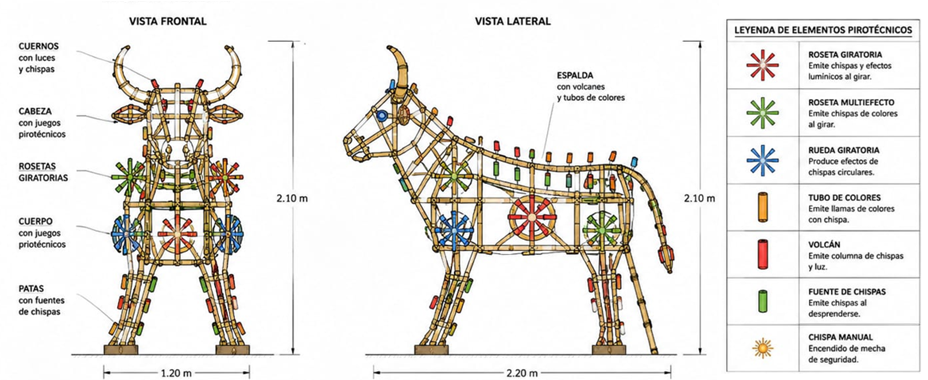 VISTA FRONTAL
CUERNOS
con luces
y chispas
CABEZA
con juegos
pirotécnicos
ROSETAS
GIRATORIAS
CUERPO
con juegos
priotécnicos
PATAS
con fuentes
de chispas
2.10 m
1.20 m
VISTA LATERAL
ESPALDA
con volcanes
y tubos de colores
2.10 m
2.20 m
LEYENDA DE ELEMENTOS PIROTÉCNICOS
ROSETA GIRATORIA
Emite chispas y efectos
lumínicos al girar.
ROSETA MULTIEFECTO
Emite chispas de colores
al girar.
RUEDA GIRATORIA
Produce efectos de
chispas circulares.
TUBO DE COLORES
Emite llamas de colores
con chispa.
VOLCÁN
Emite columna de chispas
y luz.
FUENTE DE CHISPAS
Emite chispas al
desprenderse.
CHISPA MANUAL
Encendido de mecha
de seguridad.